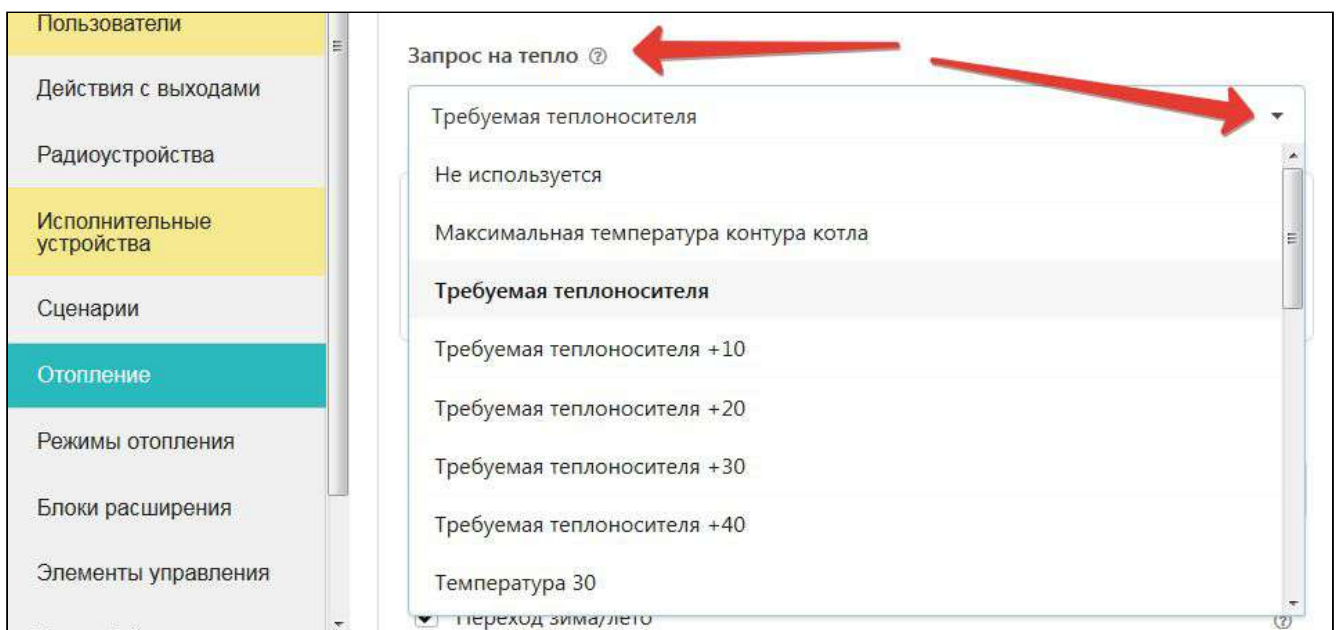 Пользователи
Действия с выходами
Радиоустройства
Исполнительные
устройства
Сценарии
Отопление
Режимы отопления
Блоки расширения
Элементы управления
Запрос на тепло
Требуемая теплоносителя
Не используется
Максимальная температура контура котла
Требуемая теплоносителя
Требуемая теплоносителя +10
Требуемая теплоносителя +20
Требуемая теплоносителя +30
Требуемая теплоносителя +40
Температура 30
Переход зима/лето